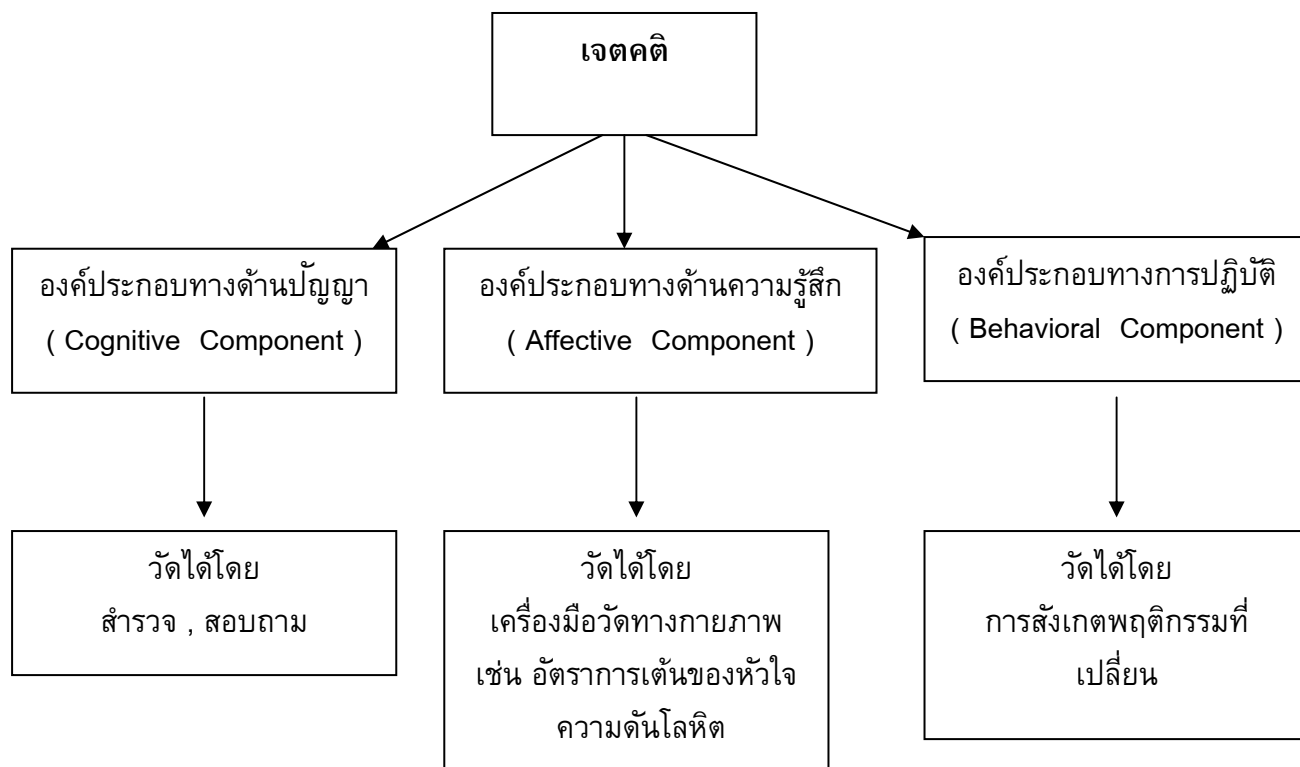 เจตคติ
องค์ประกอบทางด้านปัญญา
( Cognitive Component )
องค์ประกอบทางด้านความรู้สึก
( Affective Component )
องค์ประกอบทางการปฏิบัติ
( Behavioral Component )
วัดได้โดย
สำรวจ , สอบถาม
วัดได้โดย
เครื่องมือวัดทางกายภาพ
เช่น อัตราการเต้นของหัวใจ
ความดันโลหิต
วัดได้โดย
การสังเกตพฤติกรรมที่
เปลี่ยน